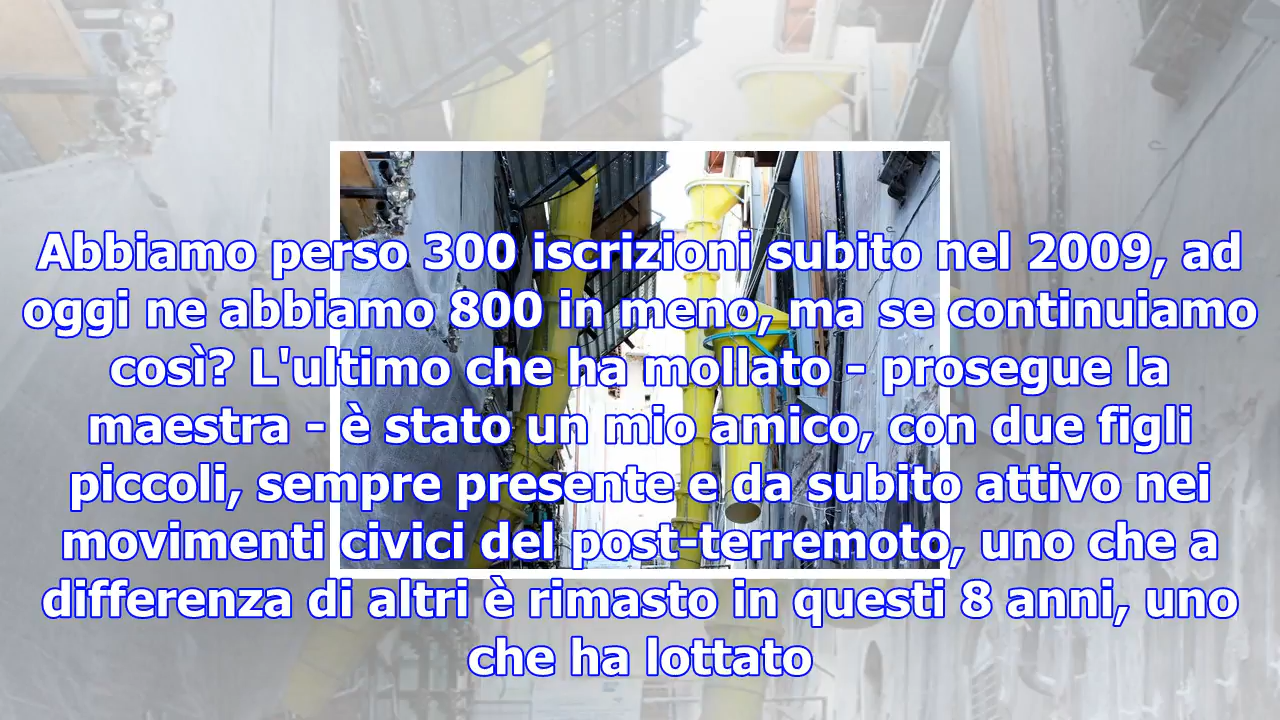 Abbiamo perso 300 iscrizioni subito nel 2009, ad
oggi ne abbiamo 800 in meno, ma se continuiamo
così? L'ultimo che ha mollato - prosegue la
maestra - è stato un mio amico, con due figli
piccoli, sempre presente e da subito attivo nei
movimenti civici del post-terremoto, uno che a
differenza di altri è rimasto in questi 8 anni, uno
che ha lottato